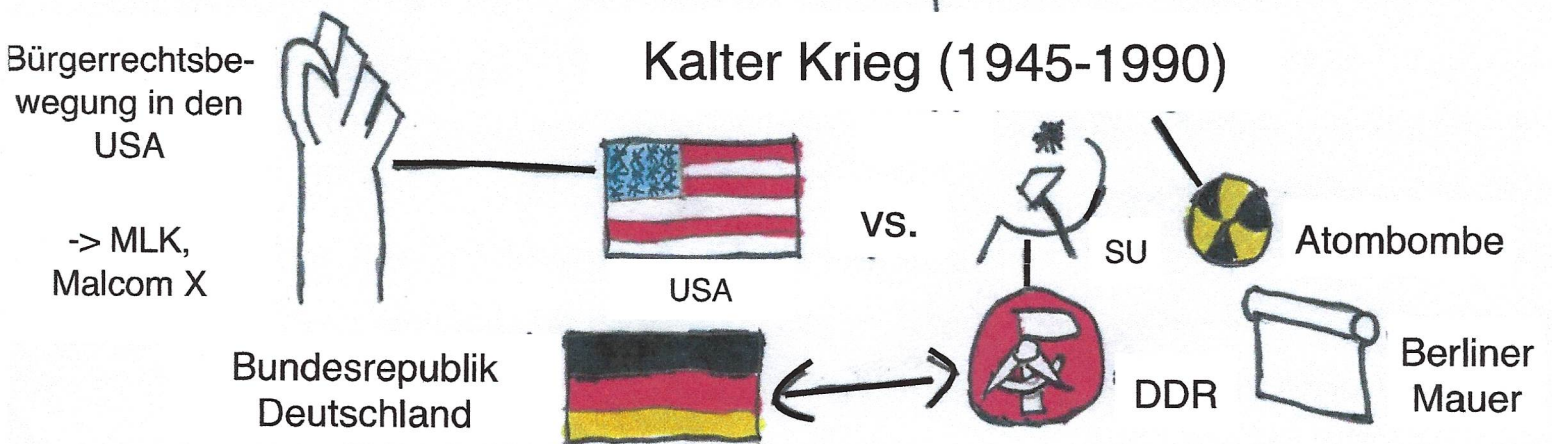 Bürgerrechtsbe-
wegung in den
USA
-> MLK,
Malcom X
Kalter Krieg (1945-1990)
USA
vs.
SU
Atombombe
Bundesrepublik
Deutschland
DDR
Berliner
Mauer